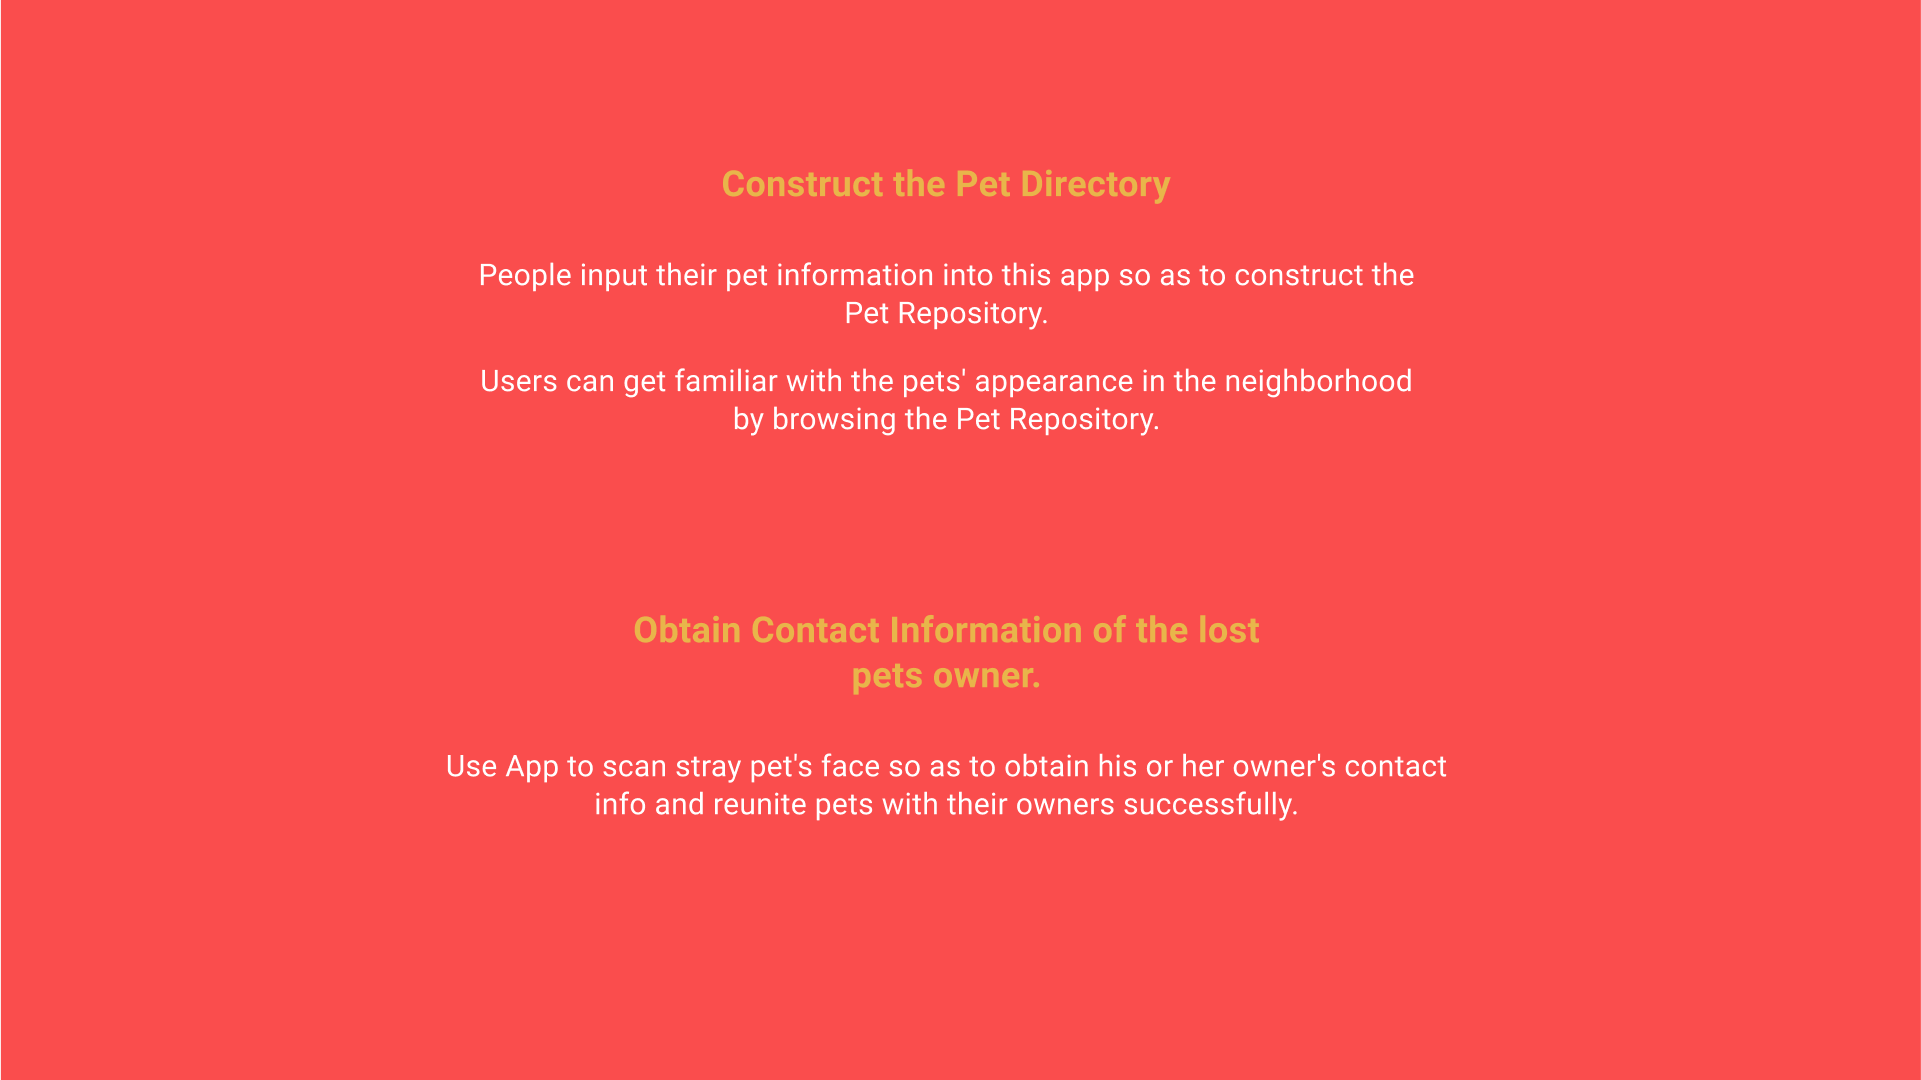 Construct the Pet Directory
People input their pet information into this app so as to construct the
Pet Repository.
Users can get familiar with the pets' appearance in the neighborhood
by browsing the Pet Repository.
Obtain Contact Information of the lost
pets owner.
Use App to scan stray pet's face so as to obtain his or her owner's contact
info and reunite pets with their owners successfully.